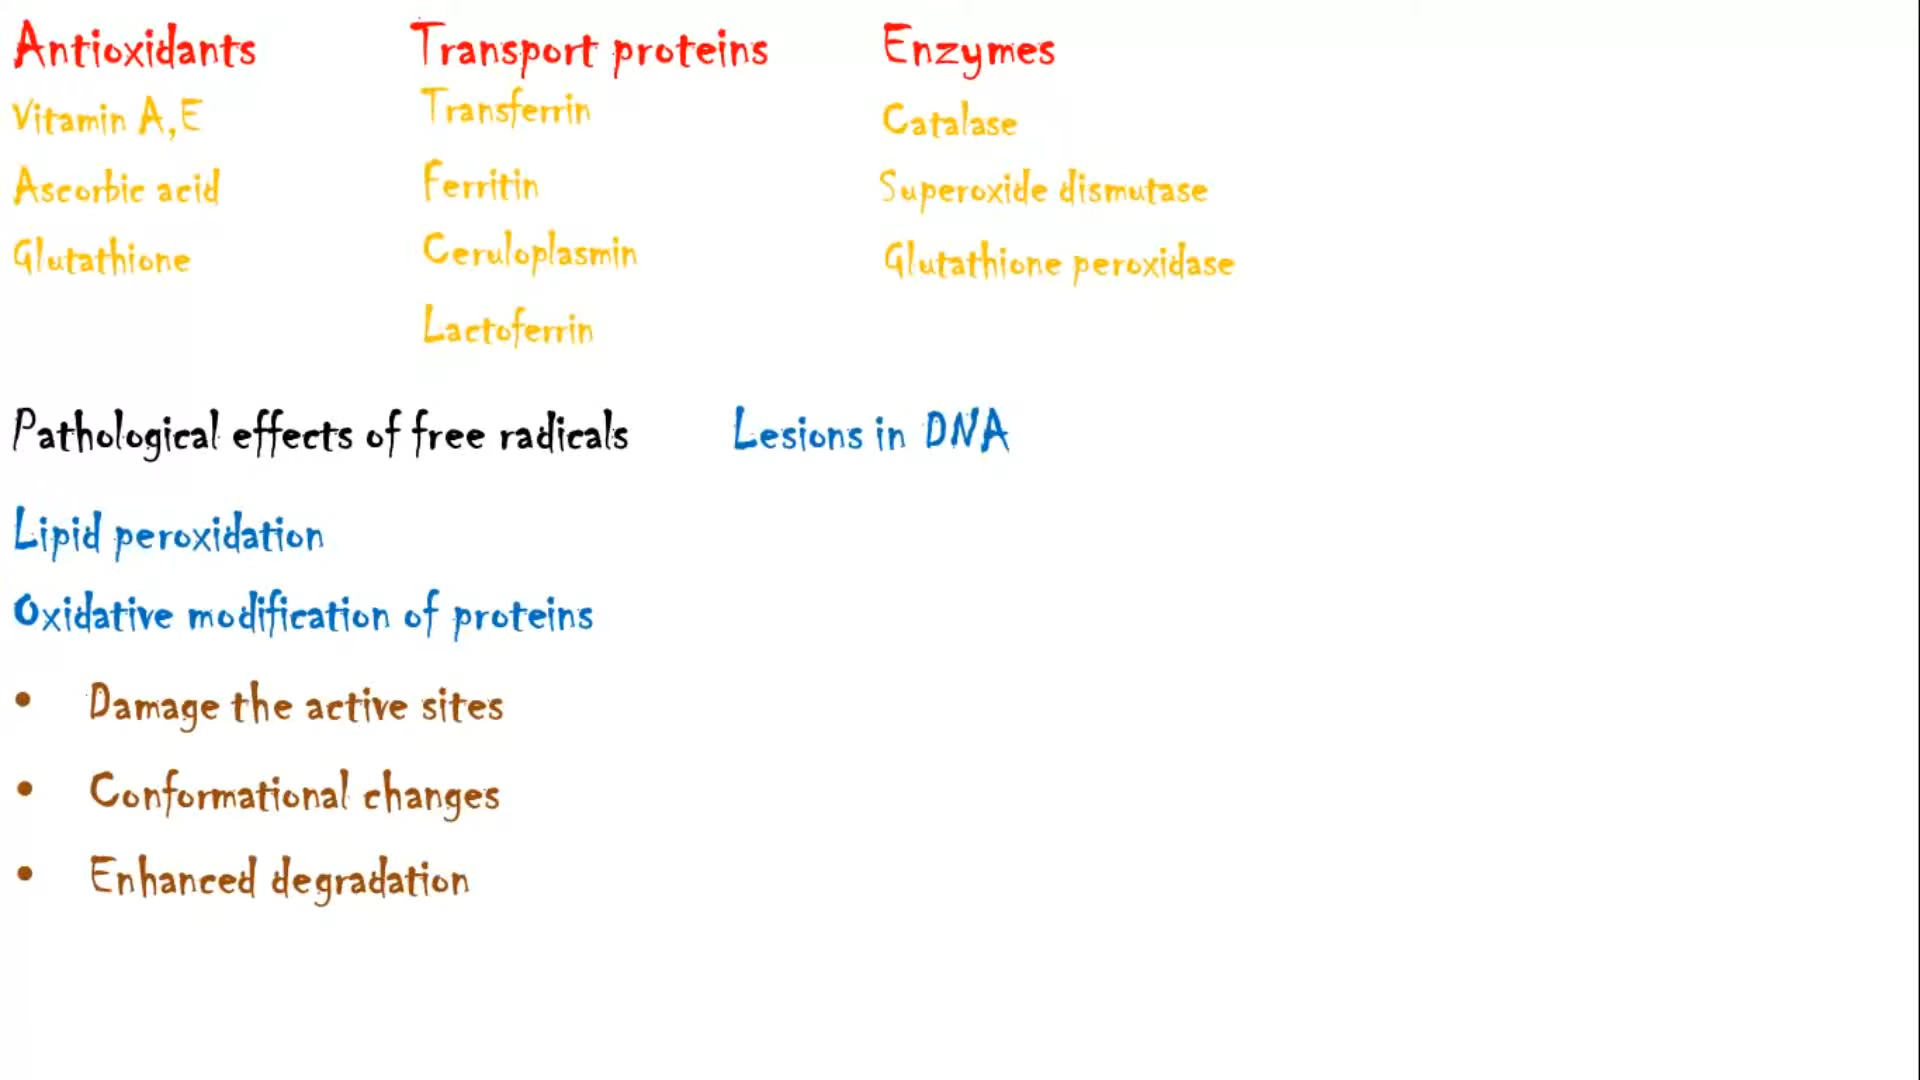 Antioxidants
Vitamin A,E
Ascorbic acid
Glutathione
Transport proteins
Transferrin
Ferritin
Ceruloplasmin
Lactoferrin
Enzymes
Catalase
Superoxide dismutase
Glutathione peroxidase
Pathological effects of free radicals
Lipid peroxidation
Oxidative modification of proteins
• Damage the active sites
• Conformational changes
• Enhanced degradation
Lesions in DNA